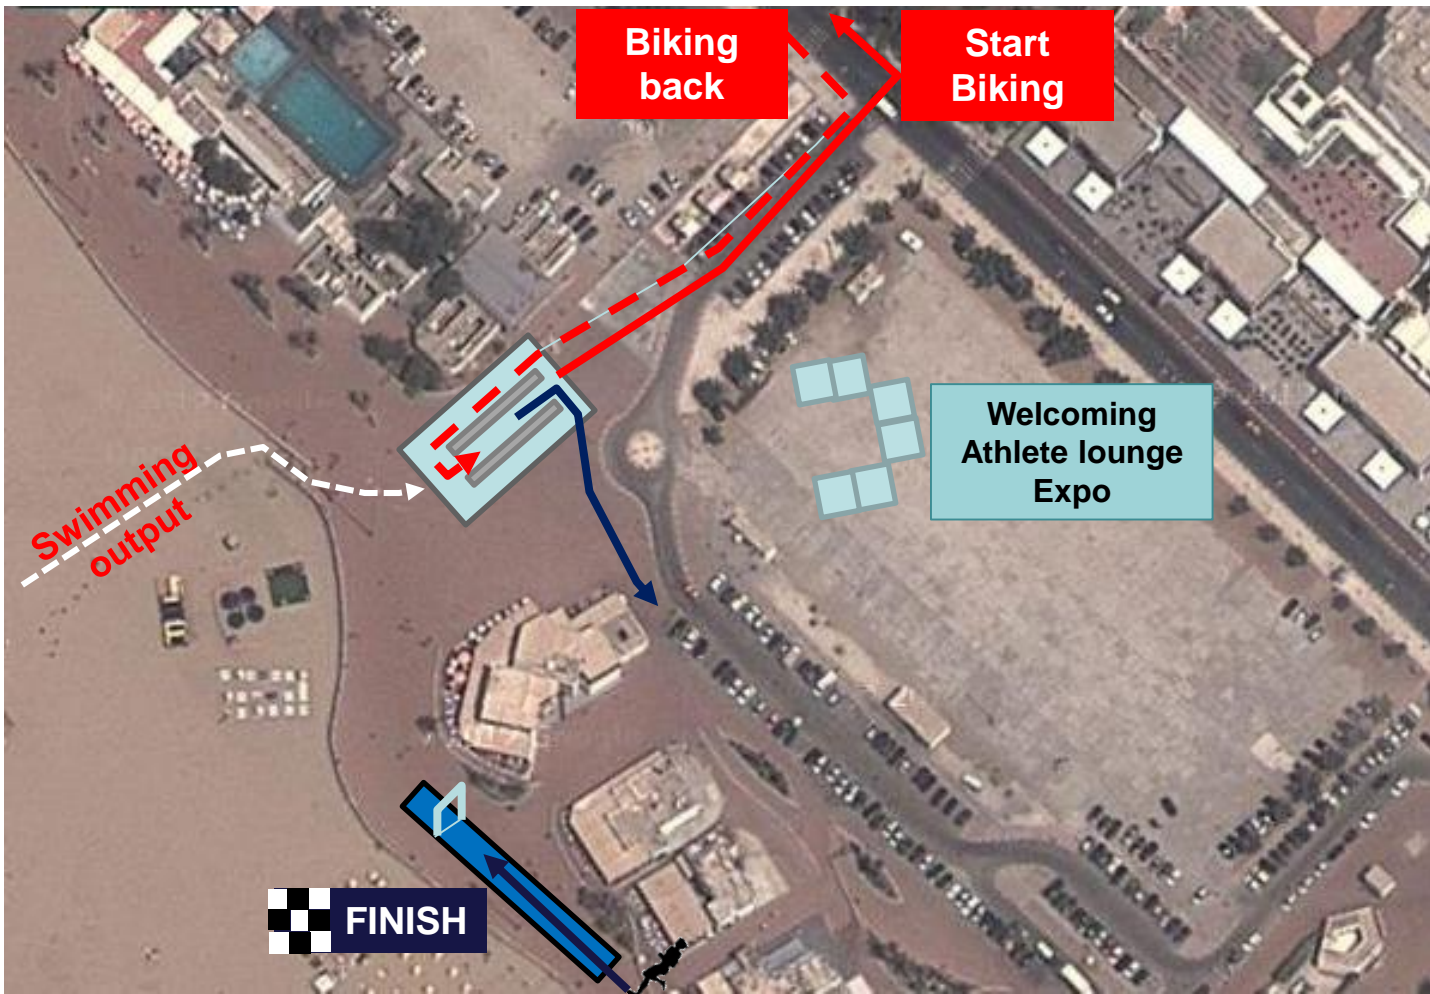 Biking
back
Start
Biking
Welcoming
Athlete lounge
Expo
Swimming
output
FINISH